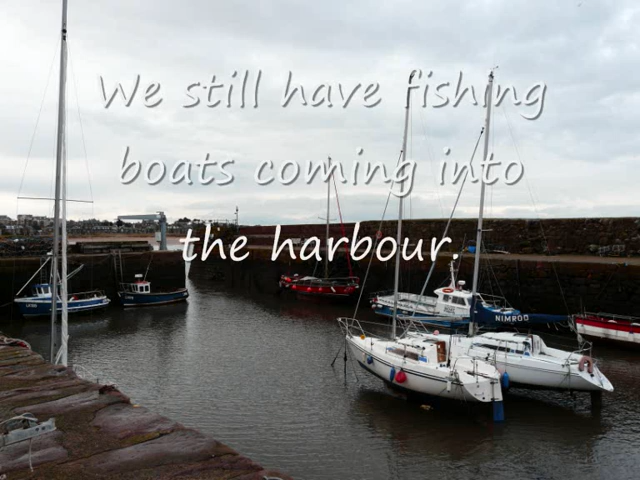 We still have fishing
boats coming into
the harbour
NIMROD